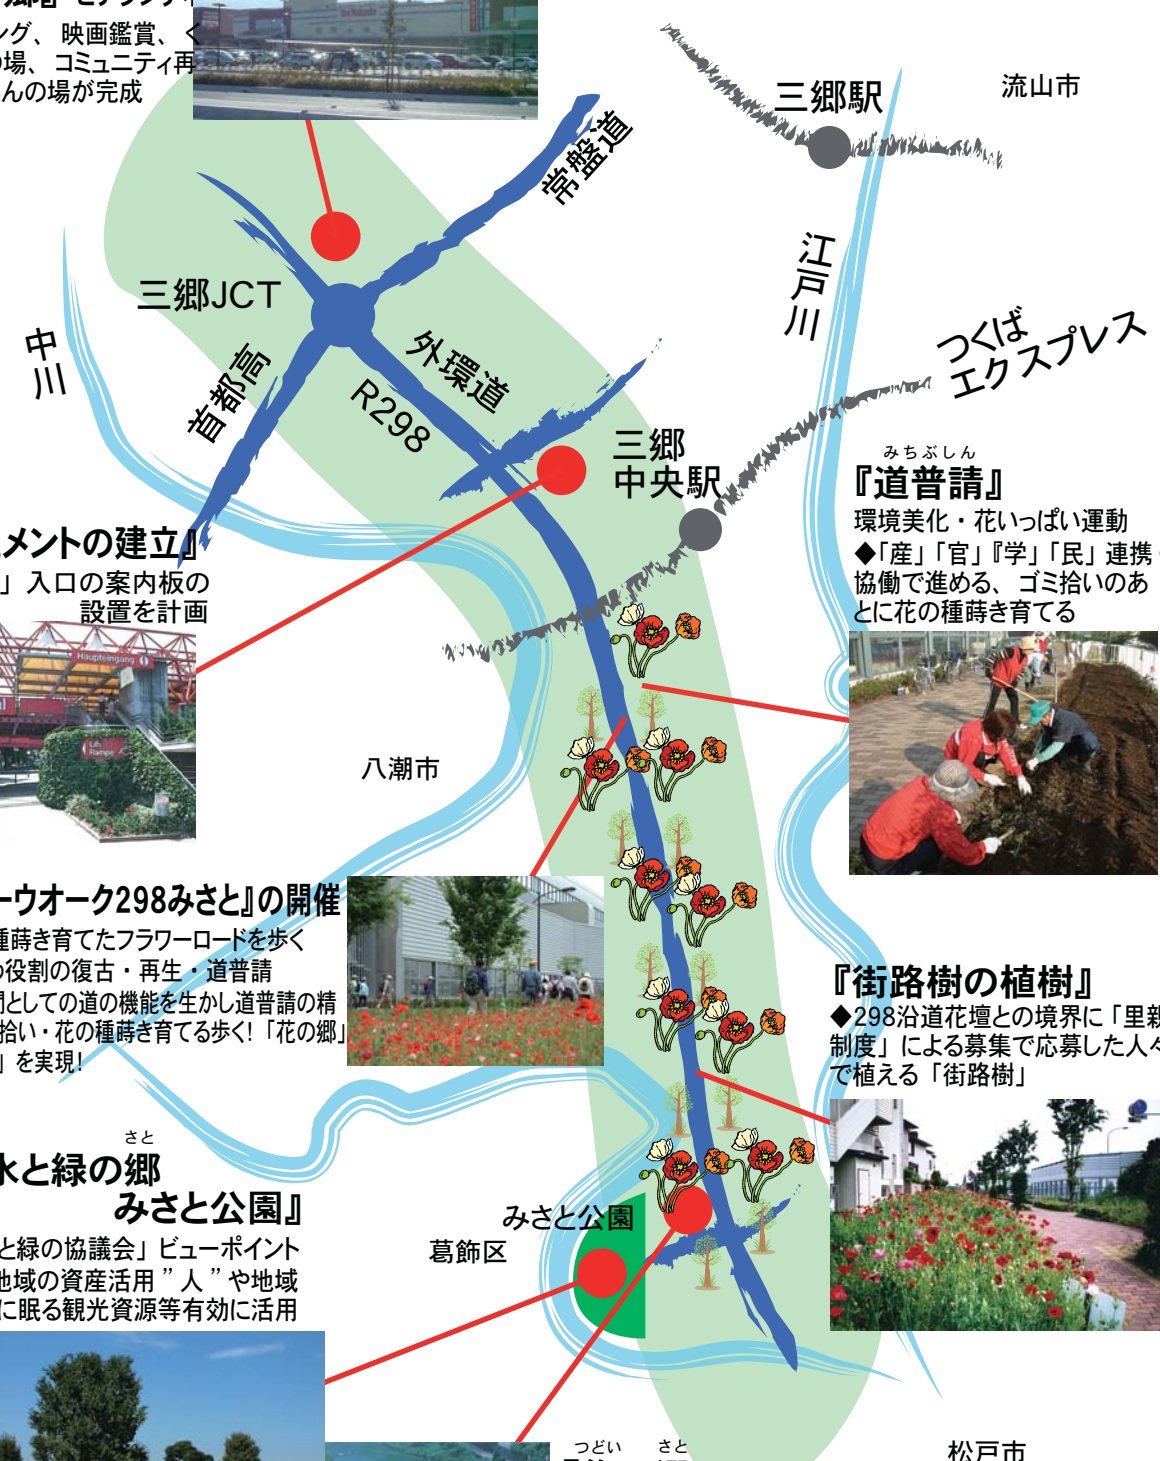 ング、映画鑑賞、く
の場、コミュニティ再
んの場が完成
三郷駅
流山市
常盤道
江戸川
三郷JCT
中川
外環道
首都高
R298
つくば
エクスプレス
三郷
中央駅
みちぶしん
『道普請』
環境美化・花いっぱい運動
◆「産」「官」『学」「民」連携
協働で進める、ゴミ拾いのあ
とに花の種蒔き育てる
メントの建立』
」入口の案内板の
設置を計画
Haupteingang
Lift
Rampe
八潮市
ーウオーク298みさと』の開催
種蒔き育てたフラワーロードを歩く
の役割の復古・再生・道普請
間としての道の機能を生かし道普請の精
拾い・花の種蒔き育てる歩く!「花の郷」
」を実現!
『街路樹の植樹』
◆298沿道花壇との境界に「里親
制度」による募集で応募した人々
で植える「街路樹」
さと
水と緑の郷
みさと公園』
と緑の協議会」ビューポイント
地域の資産活用”人”や地域
に眠る観光資源等有効に活用
みさと公園
葛飾区
つどい さと
松戸市